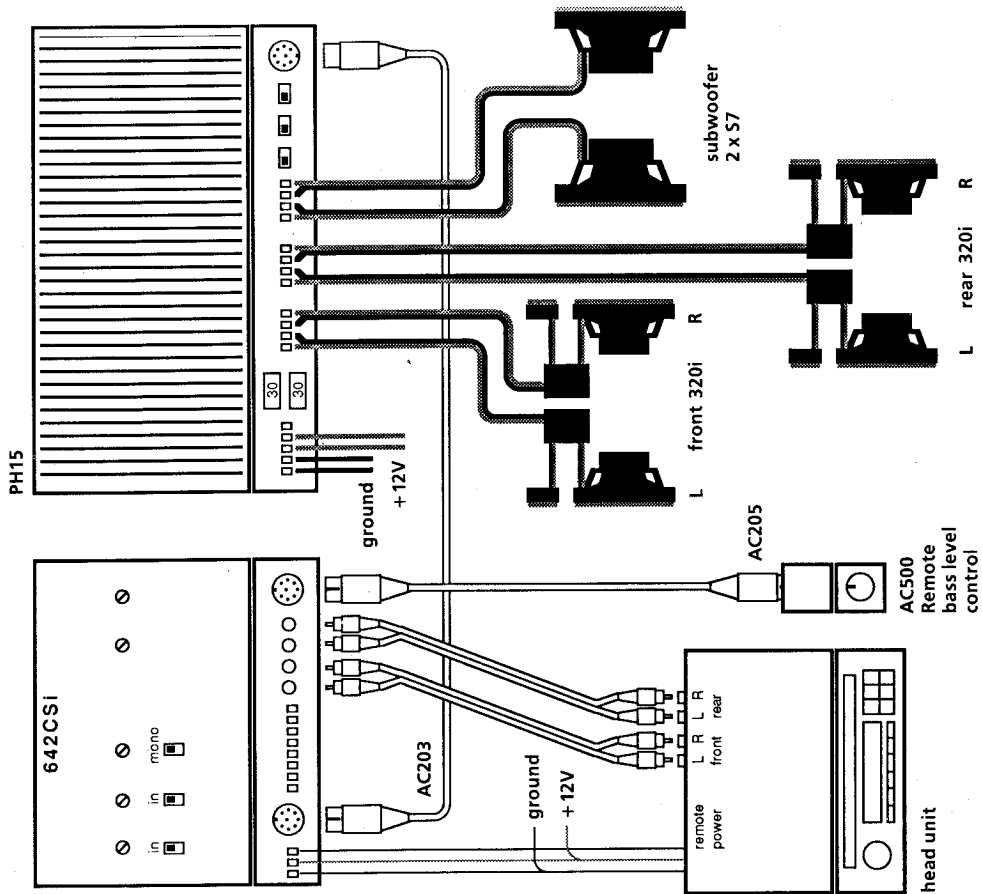 PH15
30
30
ground
+12V
subwoofer
2 x S7
front 320i
L
R
rear 320i
L
R
642CSi
in
in
mono
AC203
ground
+12V
AC205
AC500
Remote
bass level
control
remote
power
L R
front
L R
rear
head unit